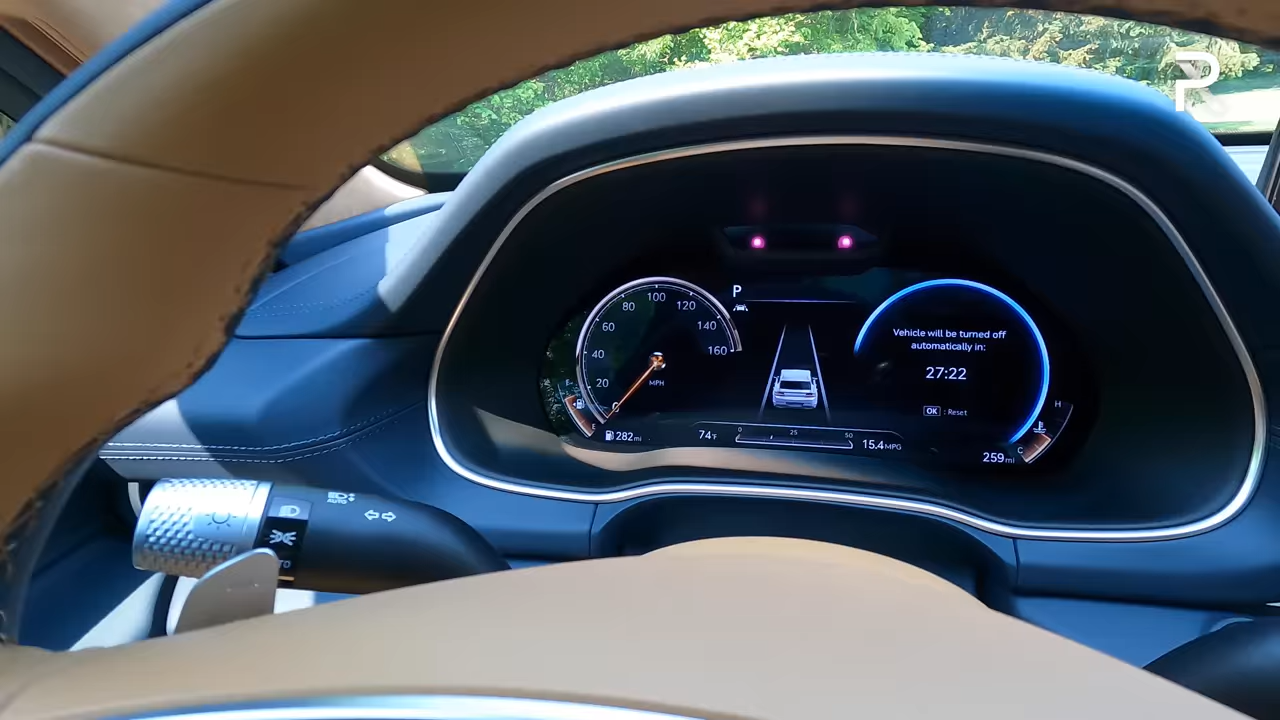 P
P
0
20
40
60
80
100
120
140
160
MPH
F
E
282mi
74°F
0
25
50
15.4MPG
Vehicle will be turned off
automatically in:
27:22
OK : Reset
H
C
259mi
AUTO